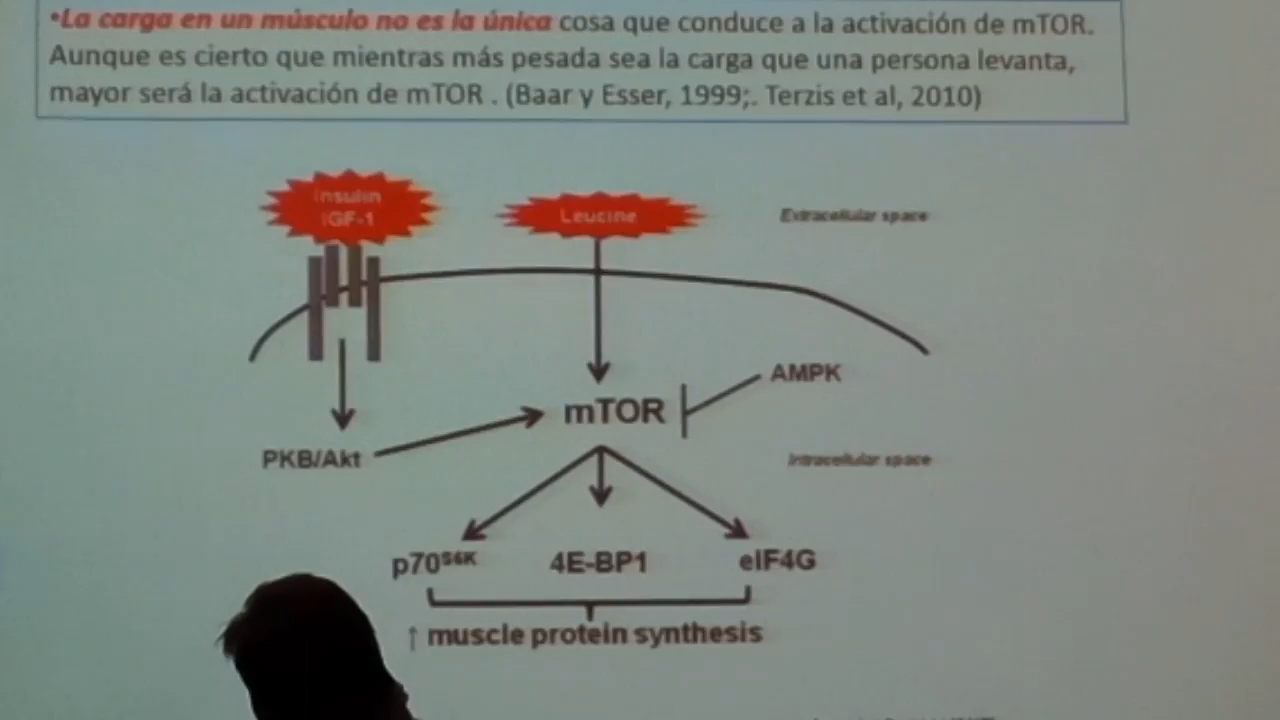 •La carga en un músculo no es la única cosa que conduce a la activación de mTOR.
Aunque es cierto que mientras más pesada sea la carga que una persona levanta,
mayor será la activación de mTOR . (Baar y Esser, 1999;. Terzis et al, 2010)
Insulin
IGF-1
Leucine
Extracellular space
AMPK
mTOR
PKB/Akt
Intracellular space
p70S6K
4E-BP1
eIF4G
↑ muscle protein synthesis